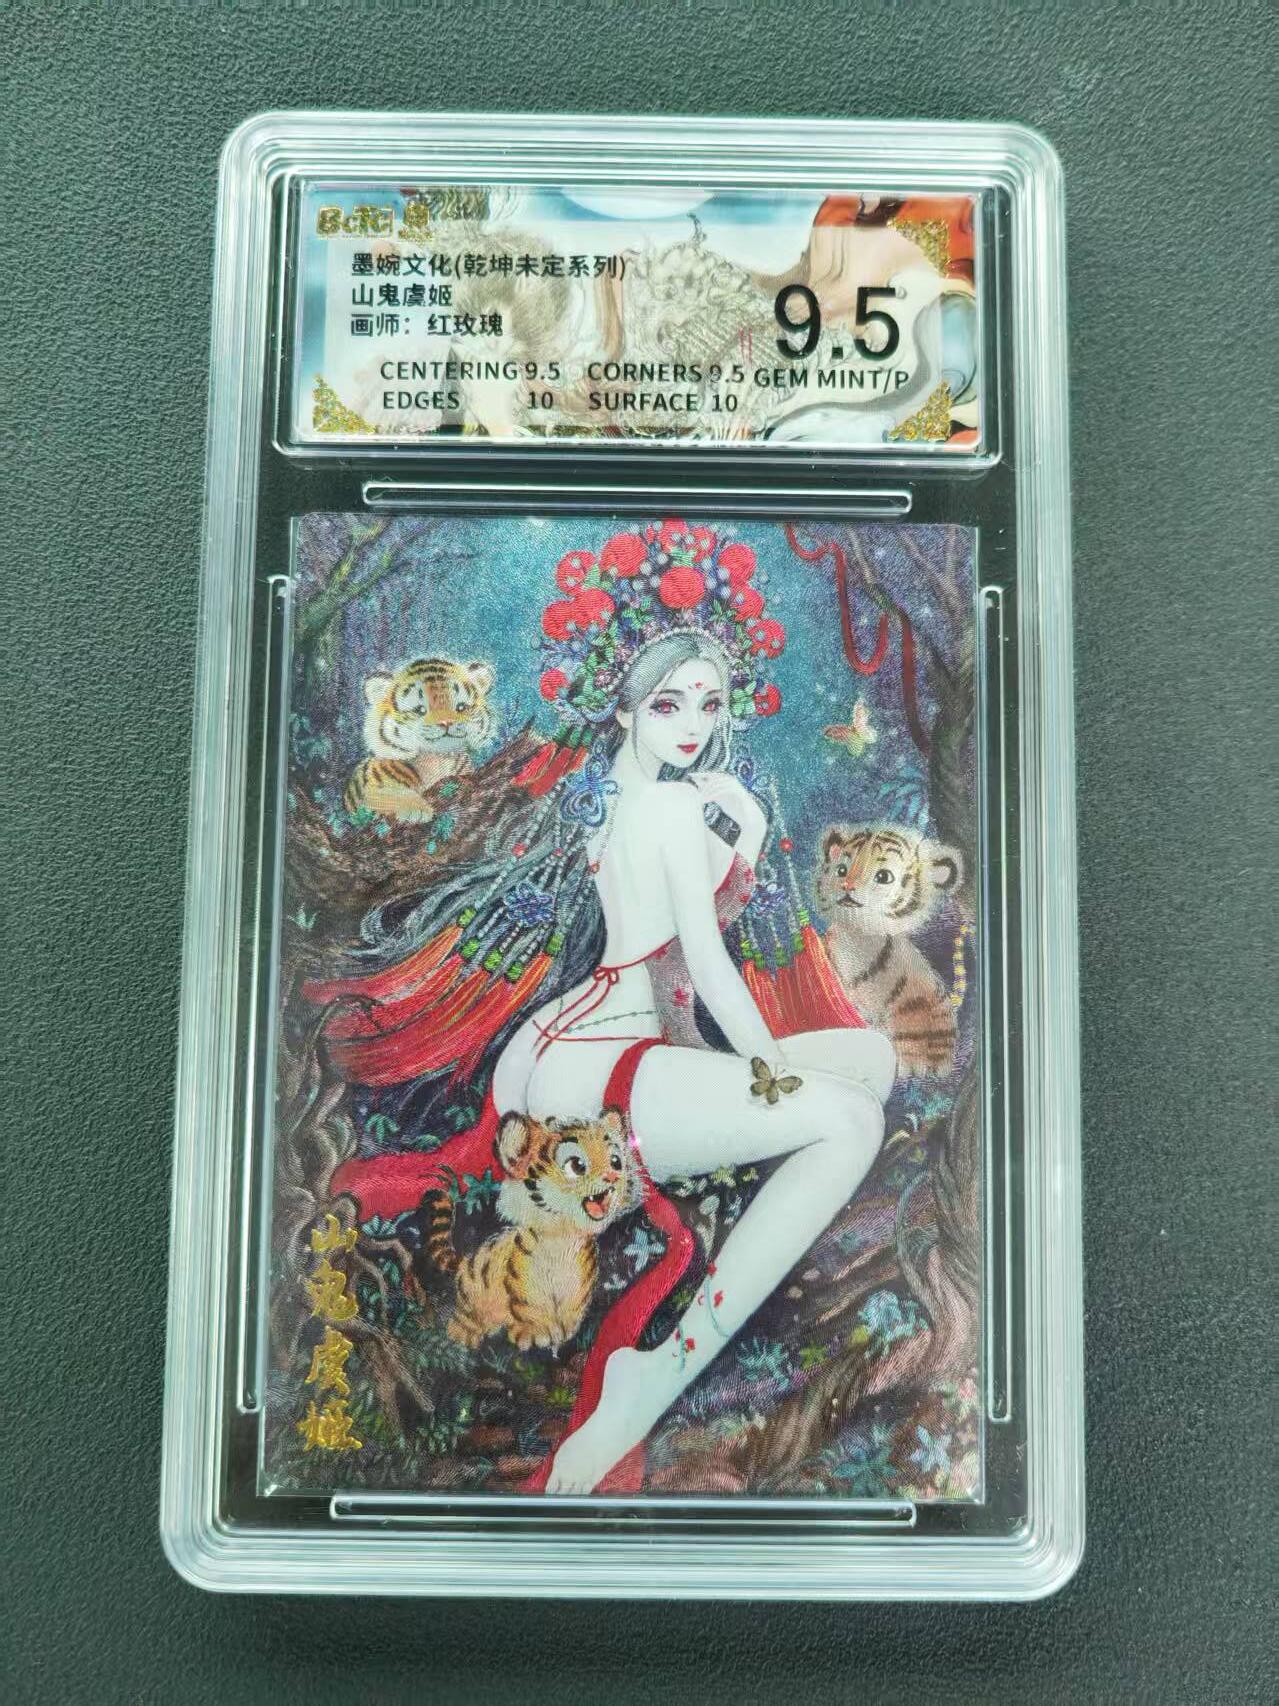 BcTC
墨婉文化(乾坤未定系列)
山鬼虞姬
画师：红玫瑰
9.5
CENTERING 9.5 CORNERS 9.5 GEM MINT/P
EDGES 10 SURFACE 10
山鬼虞姬